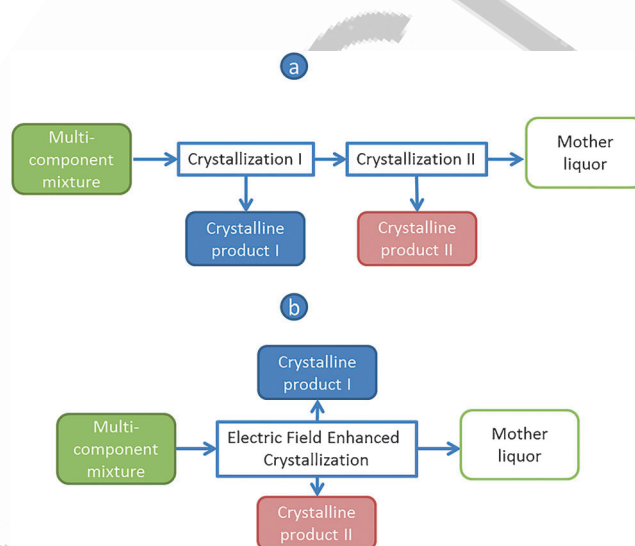 a
Multi-
component
mixture
Crystallization I
Crystallization II
Mother
liquor
Crystalline
product I
Crystalline
product II
b
Crystalline
product I
Multi-
component
mixture
Electric Field Enhanced
Crystallization
Mother
liquor
Crystalline
product II